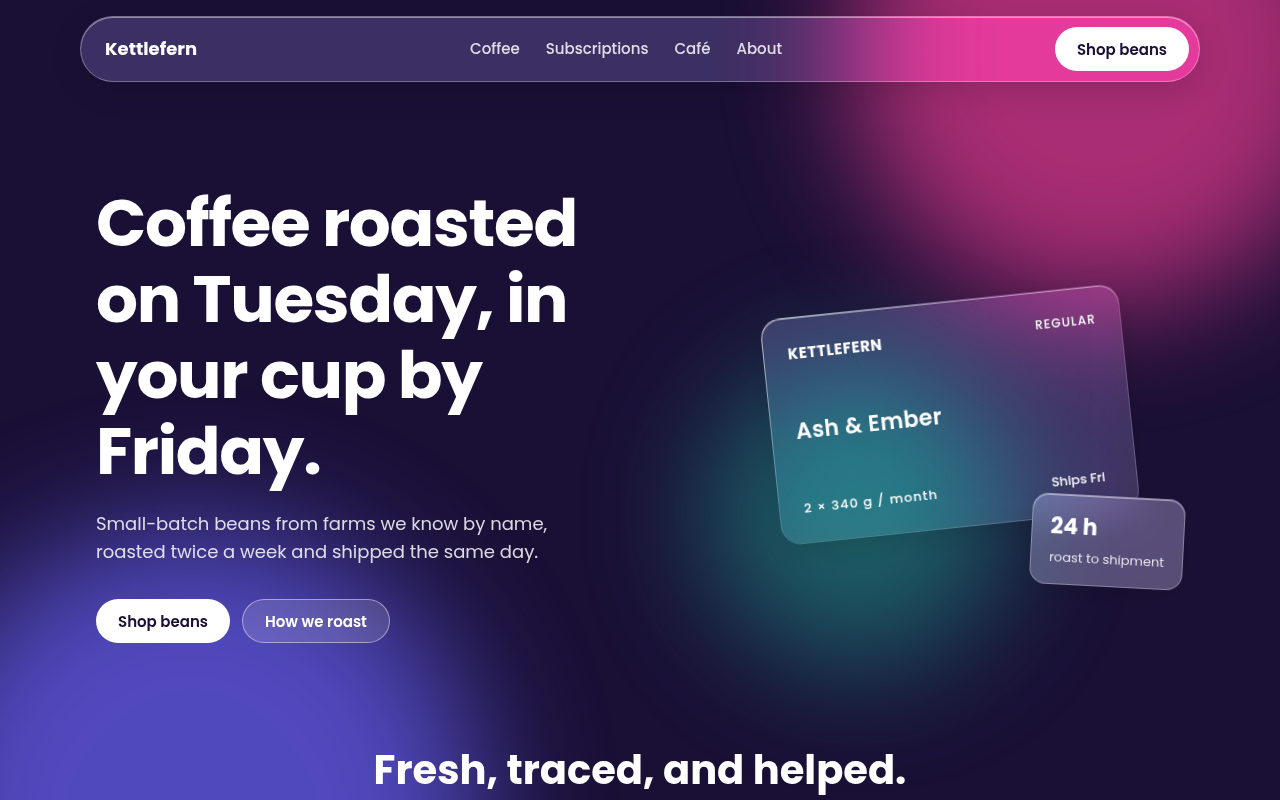 Kettlefern
Coffee Subscriptions Café About
Shop beans
Coffee roasted
on Tuesday, in
your cup by
Friday.
Small-batch beans from farms we know by name,
roasted twice a week and shipped the same day.
Shop beans
How we roast
KETTLEFERN
REGULAR
Ash & Ember
2 × 340 g / month
Ships Fri
24 h
roast to shipment
Fresh, traced, and helped.